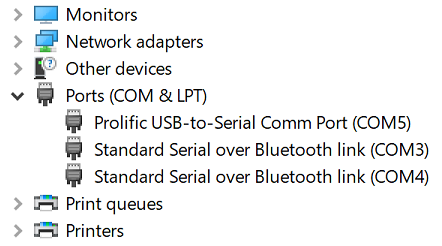 Monitors
Network adapters
Other devices
Ports (COM & LPT)
Prolific USB-to-Serial Comm Port (COM5)
Standard Serial over Bluetooth link (COM3)
Standard Serial over Bluetooth link (COM4)
Print queues
Printers